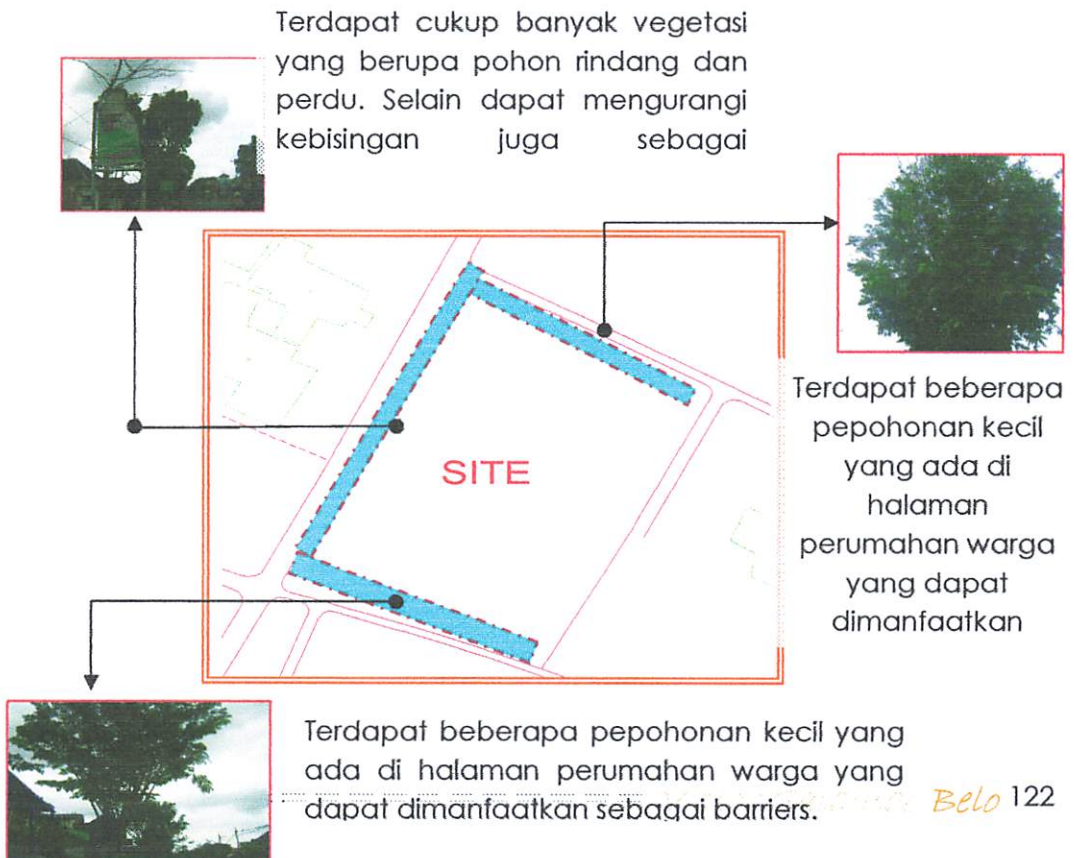 Terdapat cukup banyak vegetasi
yang berupa pohon rindang dan
perdu. Selain dapat mengurangi
kebisingan juga sebagai
SITE
Terdapat beberapa
pepohonan kecil
yang ada di
halaman
perumahan warga
yang dapat
dimanfaatkan
Terdapat beberapa pepohonan kecil yang
ada di halaman perumahan warga yang
dapat dimanfaatkan sebagai barriers.
Belo 122